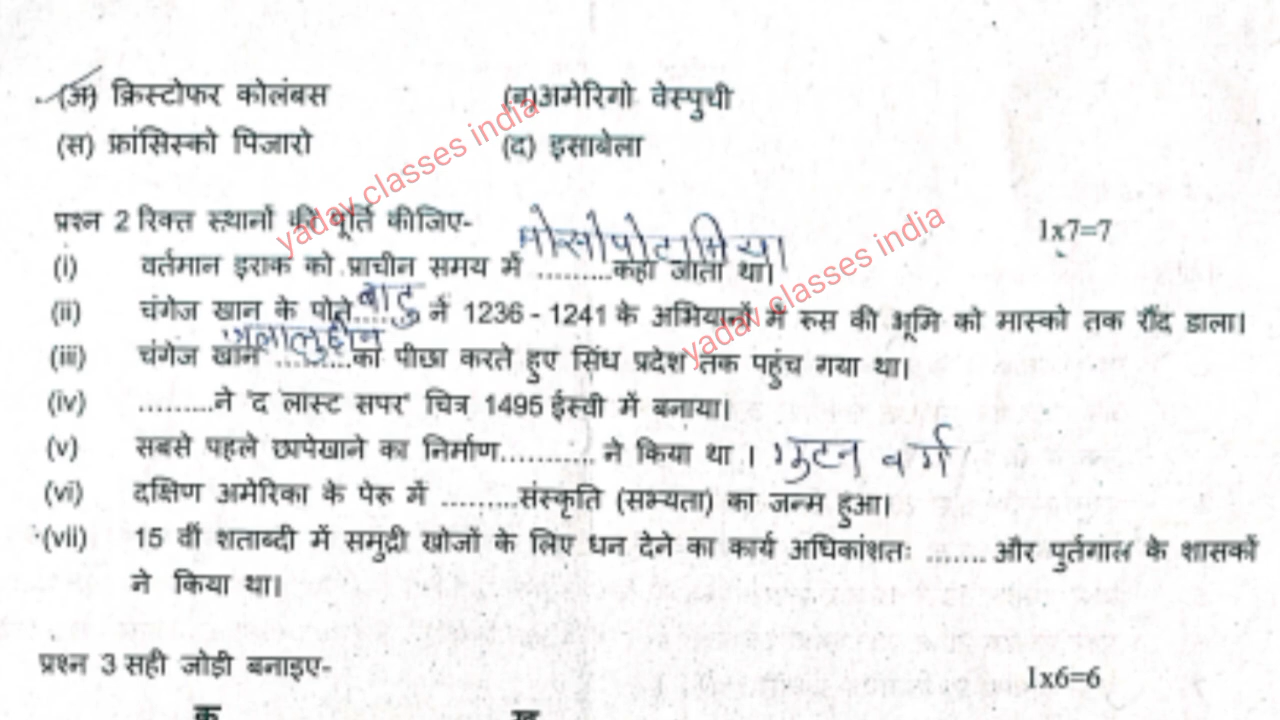 (अ) क्रिस्टोफर कोलंबस (ब)अमेरिगो वेस्पुची
(स) फ्रांसिस्को पिजारो (द) इसाबेला
yadav classes india
प्रश्न 2 रिक्त स्थानों की पूर्ति कीजिए- 1x7=7
मोसोपोटामिया
(i) वर्तमान इराक को प्राचीन समय में .........कहा जाता था।
yadav classes india
(ii) चंगेज खान के पोते......... ने 1236 - 1241 के अभियानों में रुस की भूमि को मास्को तक रौंद डाला।
बाटु
जलालुद्दीन
(iii) चंगेज खान .........का पीछा करते हुए सिंध प्रदेश तक पहुंच गया था।
(iv) .........ने 'द लास्ट सपर' चित्र 1495 ईस्वी में बनाया।
(v) सबसे पहले छापेखाने का निर्माण............ ने किया था । गुटन वर्ग
(vi) दक्षिण अमेरिका के पेरू में .........संस्कृति (सभ्यता) का जन्म हुआ।
(vii) 15 वीं शताब्दी में समुद्री खोजों के लिए धन देने का कार्य अधिकांशतः ........ और पुर्तगाल के शासकों
ने किया था।
प्रश्न 3 सही जोड़ी बनाइए- 1x6=6
क ख